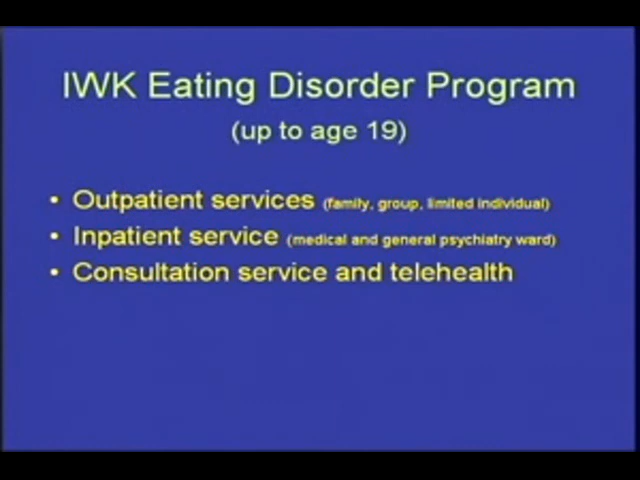 IWK Eating Disorder Program
(up to age 19)
• Outpatient services (family, group, limited individual)
• Inpatient service (medical and general psychiatry ward)
• Consultation service and telehealth